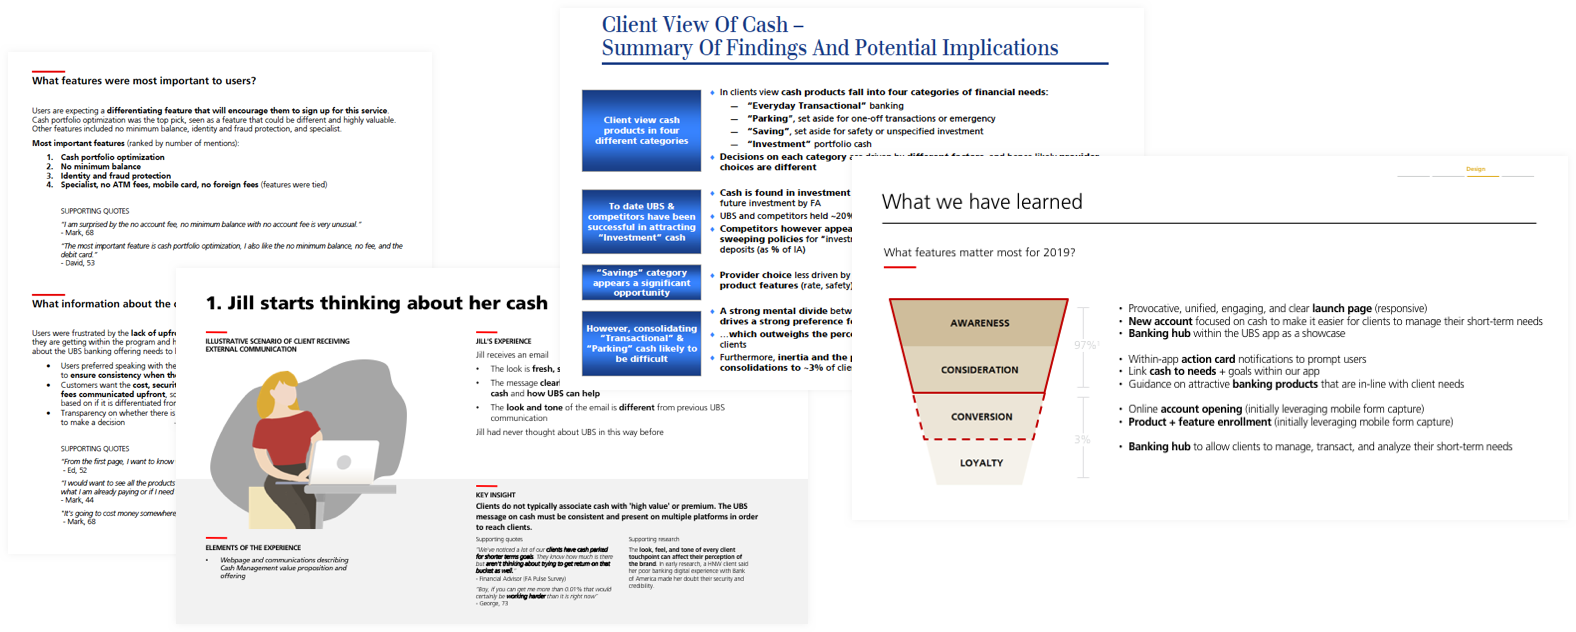 What features were most important to users?
Users are expecting a differentiating feature that will encourage them to sign up for this service.
Cash portfolio optimization was the top pick, seen as a feature that could be different and highly valuable.
Other features included no minimum balance, identity and fraud protection, and specialist.
Most important features (ranked by number of mentions):
1. Cash portfolio optimization
2. No minimum balance
3. Identity and fraud protection
4. Specialist, no ATM fees, mobile card, no foreign fees (features were tied)
SUPPORTING QUOTES
"I am surprised by the no account fee, no minimum balance with no account fee is very unusual."
- Mark, 68
"The most important feature is cash portfolio optimization, I also like the no minimum balance, no fee, and the
debit card."
- David, 53
What information about the c
Users were frustrated by the lack of upfre
they are getting within the program and h
about the UBS banking offering needs to l
• Users preferred speaking with the
to ensure consistency when the
• Customers want the cost, securit
fees communicated upfront, so
based on if it is differentiated fror
• Transparency on whether there is
to make a decision
SUPPORTING QUOTES
"From the first page, I want to know
- Ed, 52
"I would want to see all the products
what I am already paying or if I need
- Mark, 44
"It's going to cost money somewhere
- Mark, 68
1. Jill starts thinking about her cash
ILLUSTRATIVE SCENARIO OF CLIENT RECEIVING
EXTERNAL COMMUNICATION
ELEMENTS OF THE EXPERIENCE
• Webpage and communications describing
Cash Management value proposition and
offering
JILL'S EXPERIENCE
Jill receives an email
• The look is fresh, s
• The message clear
cash and how UBS can help
• The look and tone of the email is different from previous UBS
communication
Jill had never thought about UBS in this way before
KEY INSIGHT
Clients do not typically associate cash with 'high value' or premium. The UBS
message on cash must be consistent and present on multiple platforms in order
to reach clients.
Supporting quotes
"We've noticed a lot of our clients have cash parked
for shorter terms goals. They know how much is there
but aren't thinking about trying to get return on that
bucket as well."
- Financial Advisor (FA Pulse Survey)
"Boy, if you can get me more than 0.01% that would
certainly be working harder than it is right now"
- George, 73
Supporting research
The look, feel, and tone of every client
touchpoint can affect their perception of
the brand. In early research, a HNW client said
her poor banking digital experience with Bank
of America made her doubt their security and
credibility.
Client View Of Cash –
Summary Of Findings And Potential Implications
Client view cash
products in four
different categories
♦ In clients view cash products fall into four categories of financial needs:
— "Everyday Transactional" banking
— "Parking", set aside for one-off transactions or emergency
— "Saving", set aside for safety or unspecified investment
— "Investment" portfolio cash
♦ Decisions on each category are driven by different factors, and hence likely provider
choices are different
To date UBS &
competitors have been
successful in attracting
"Investment" cash
♦ Cash is found in investment
future investment by FA
♦ UBS and competitors held ~20%
♦ Competitors however appea
sweeping policies for "investr
deposits (as % of IA)
"Savings" category
appears a significant
opportunity
♦ Provider choice less driven by
product features (rate, safety)
However, consolidating
"Transactional" &
"Parking" cash likely to
be difficult
♦ A strong mental divide betw
drives a strong preference fo
♦ ...which outweighs the perce
clients
♦ Furthermore, inertia and the p
consolidations to ~3% of clie
Design
What we have learned
What features matter most for 2019?
AWARENESS
CONSIDERATION
CONVERSION
LOYALTY
97%¹
3%
• Provocative, unified, engaging, and clear launch page (responsive)
• New account focused on cash to make it easier for clients to manage their short-term needs
• Banking hub within the UBS app as a showcase
• Within-app action card notifications to prompt users
• Link cash to needs + goals within our app
• Guidance on attractive banking products that are in-line with client needs
• Online account opening (initially leveraging mobile form capture)
• Product + feature enrollment (initially leveraging mobile form capture)
• Banking hub to allow clients to manage, transact, and analyze their short-term needs